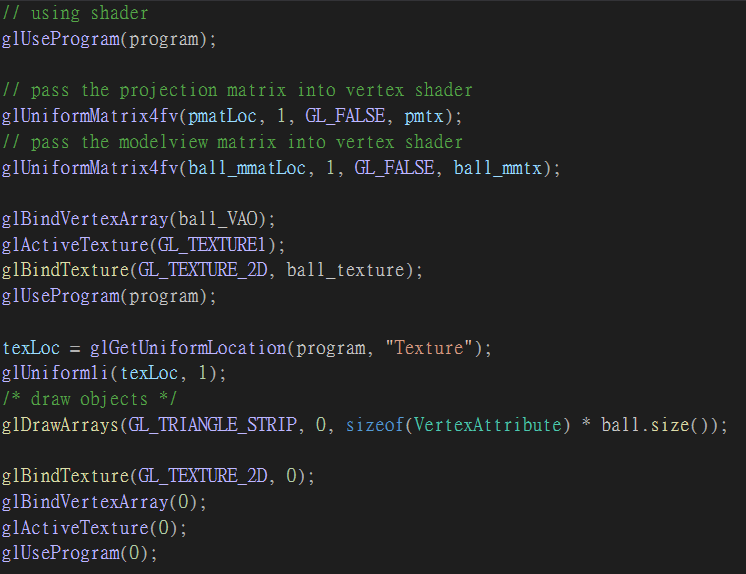 // using shader
glUseProgram(program);
// pass the projection matrix into vertex shader
glUniformMatrix4fv(pmatLoc, 1, GL_FALSE, pmtx);
// pass the modelview matrix into vertex shader
glUniformMatrix4fv(ball_mmatLoc, 1, GL_FALSE, ball_mmtx);
glBindVertexArray(ball_VAO);
glActiveTexture(GL_TEXTURE1);
glBindTexture(GL_TEXTURE_2D, ball_texture);
glUseProgram(program);
texLoc = glGetUniformLocation(program, "Texture");
glUniform1i(texLoc, 1);
/* draw objects */
glDrawArrays(GL_TRIANGLE_STRIP, 0, sizeof(VertexAttribute) * ball.size());
glBindTexture(GL_TEXTURE_2D, 0);
glBindVertexArray(0);
glActiveTexture(0);
glUseProgram(0);